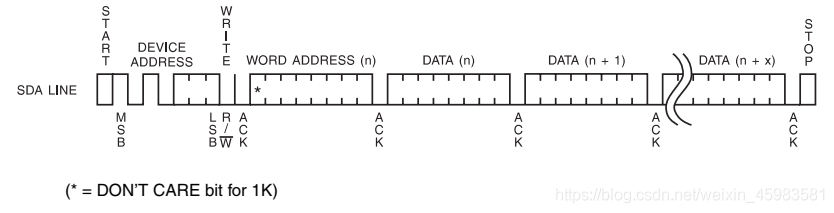 START
WRITE
STOP
DEVICE
ADDRESS
WORD ADDRESS (n)
DATA (n)
DATA (n + 1)
DATA (n + x)
SDA LINE
*
MSB
LSB
R/W
ACK
ACK
ACK
ACK
ACK
(* = DON'T CARE bit for 1K)
https://blog.csdn.net/weixin_45983581